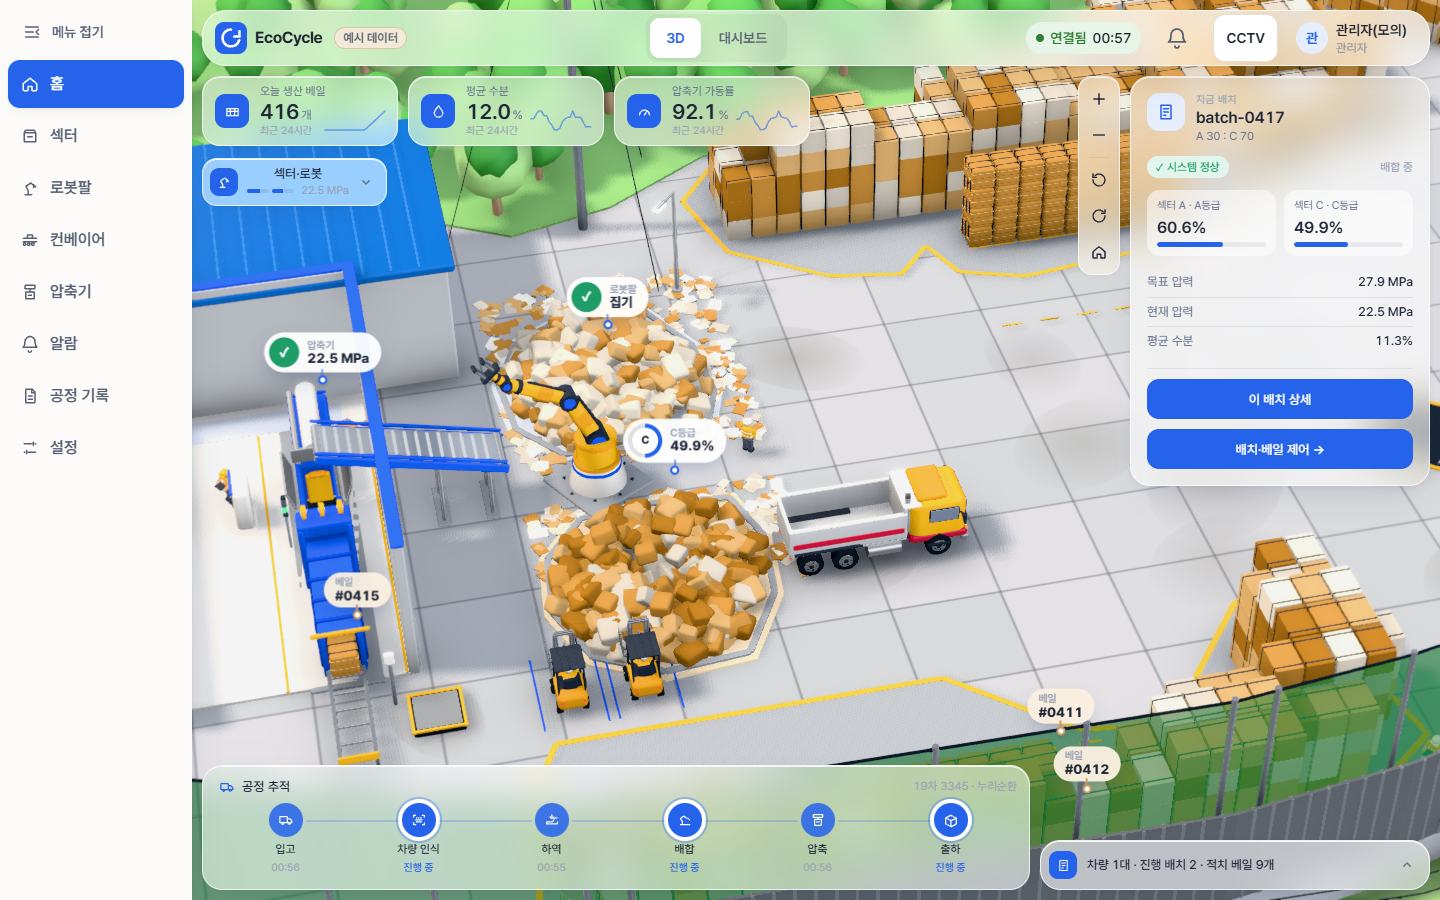 메뉴 접기
홈
섹터
로봇팔
컨베이어
압축기
알람
공정 기록
설정
EcoCycle
예시 데이터
3D
대시보드
연결됨 00:57
CCTV
관
관리자(모의)
관리자
오늘 생산 베일
416개
최근 24시간
평균 수분
12.0%
최근 24시간
압축기 가동률
92.1%
최근 24시간
섹터·로봇
22.5 MPa
지금 배치
batch-0417
A 30 : C 70
✓ 시스템 정상
배합 중
섹터 A · A등급
60.6%
섹터 C · C등급
49.9%
목표 압력
27.9 MPa
현재 압력
22.5 MPa
평균 수분
11.3%
이 배치 상세
배치·베일 제어 →
로봇팔
집기
압축기
22.5 MPa
C
C등급
49.9%
베일
#0415
베일
#0411
베일
#0412
공정 추적
19차 3345 · 누리순환
입고
00:56
차량 인식
진행 중
하역
00:55
배합
진행 중
압축
00:56
출하
진행 중
차량 1대 · 진행 배치 2 · 적치 베일 9개